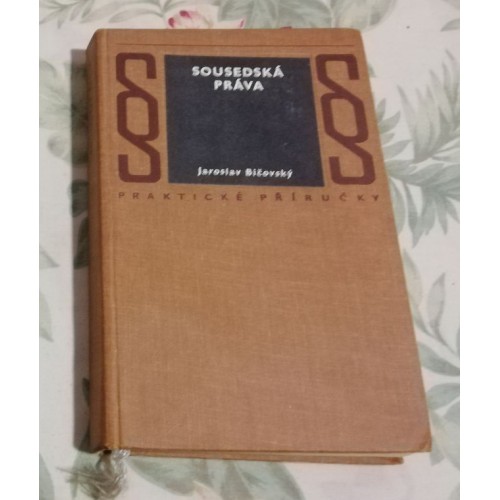 SOUSEDSKÁ
PRÁVA
Jaroslav Bičovský
PRAKTICKÉ PŘÍRUČKY